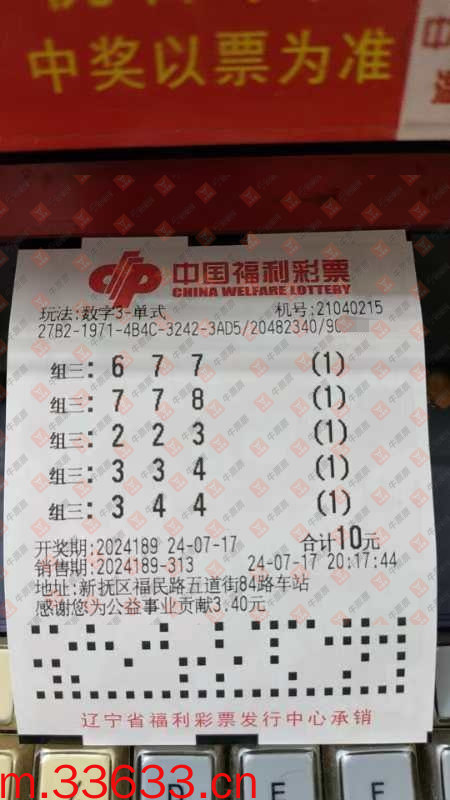 中奖以票为准
中国福利彩票
CHINA WELFARE LOTTERY
玩法:数字3-单式 机号:21040215
27B2-1971-4B4C-3242-3AD5/20482340/90
组三: 6 7 7 (1)
组三: 7 7 8 (1)
组三: 2 2 3 (1)
组三: 3 3 4 (1)
组三: 3 4 4 (1)
开奖期:2024189 24-07-17 合计10元
销售期:2024189-313 24-07-17 20:17:44
地址:新抚区福民路五道街84路车站
感谢您为公益事业贡献3.40元
辽宁省福利彩票发行中心承销
m.33633.cn